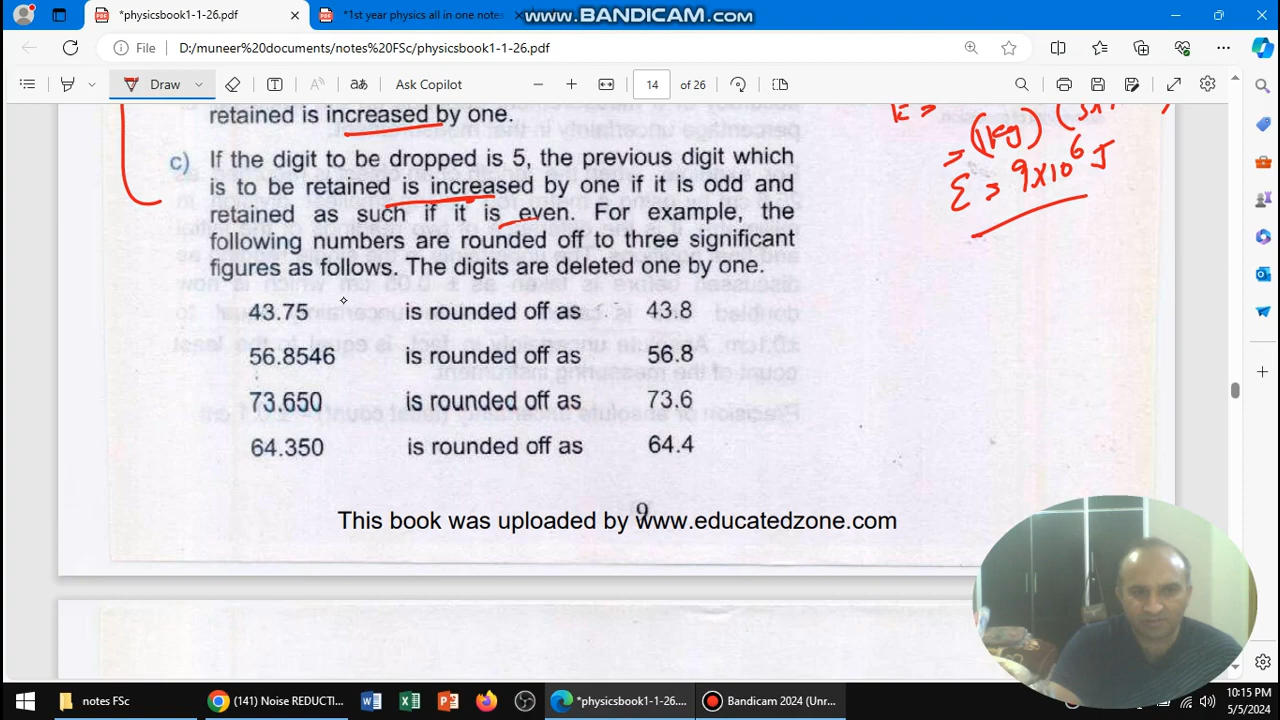 *physicsbook1-1-26.pdf
*1st year physics all in one notes
www.BANDICAM.com
File D:/muneer%20documents/notes%20FSc/physicsbook1-1-26.pdf
Draw
Ask Copilot
14 of 26
retained is increased by one.
c) If the digit to be dropped is 5, the previous digit which
is to be retained is increased by one if it is odd and
retained as such if it is even. For example, the
following numbers are rounded off to three significant
figures as follows. The digits are deleted one by one.
43.75 is rounded off as 43.8
56.8546 is rounded off as 56.8
73.650 is rounded off as 73.6
64.350 is rounded off as 64.4
9
This book was uploaded by www.educatedzone.com
= (1kg)
E = 9x10⁶ J
notes FSc
(141) Noise REDUCTI...
*physicsbook1-1-26....
Bandicam 2024 (Unr...
10:15 PM
5/5/2024